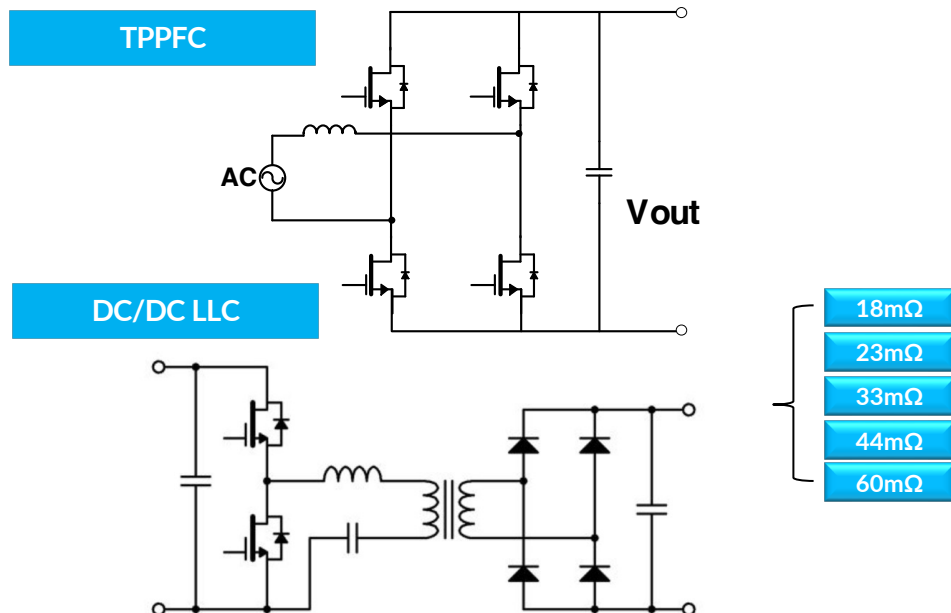 TPPFC
AC
Vout
DC/DC LLC
18mΩ
23mΩ
33mΩ
44mΩ
60mΩ